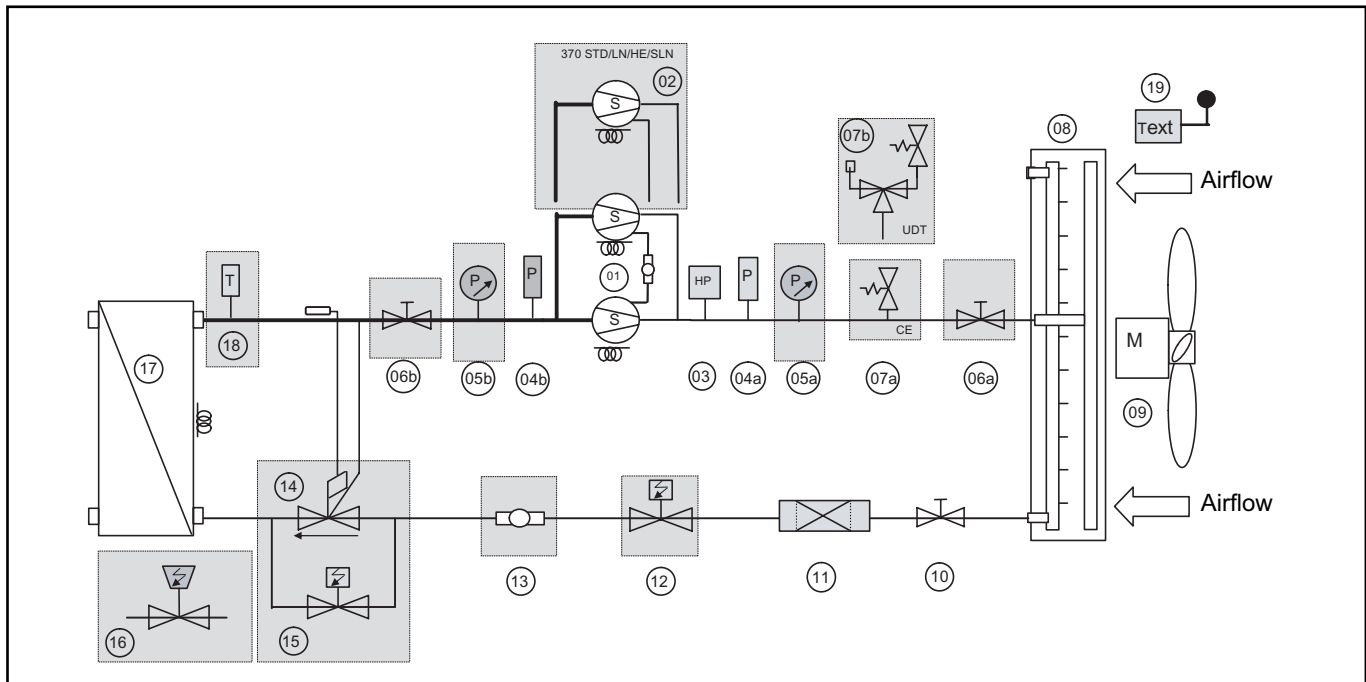 370 STD/LN/HE/SLN
02
S
19
Text
08
07b
Airflow
UDT
S
01
T
18
P
P
HP
P
P
CE
S
17
06b
05b
04b
03
04a
05a
07a
06a
M
09
14
Airflow
13
12
11
10
16
15